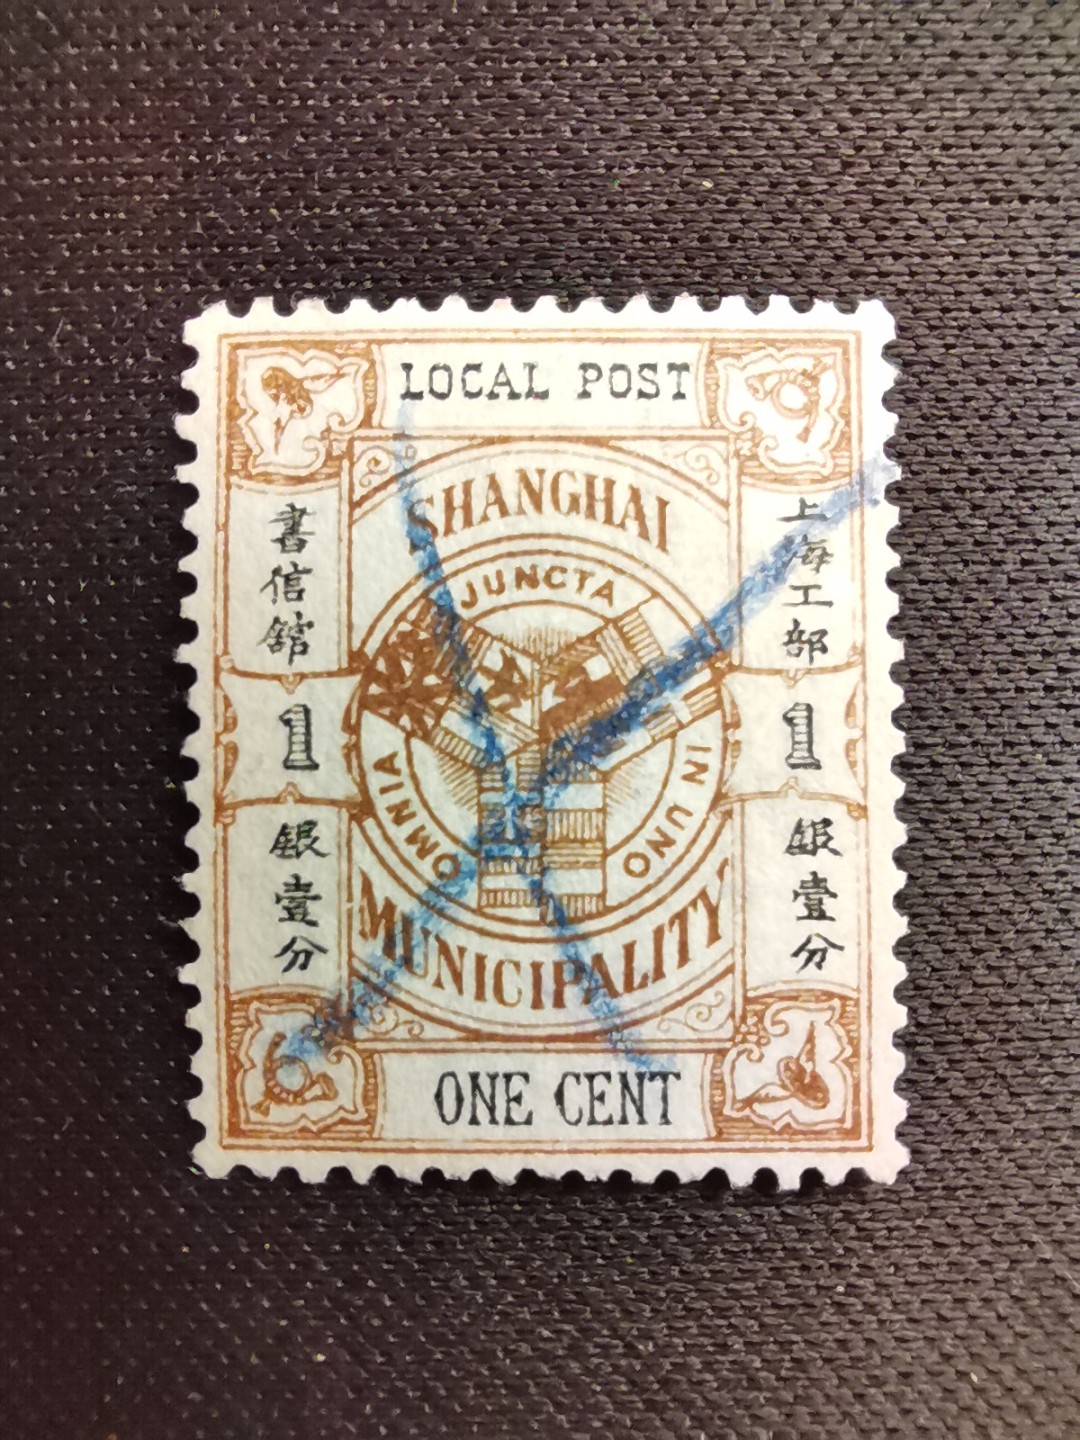 LOCAL POST
SHANGHAI
JUNCTA
IN UNO
OMNIA
MUNICIPALITY
上海工部
書信館
1
1
銀壹分
銀壹分
ONE CENT